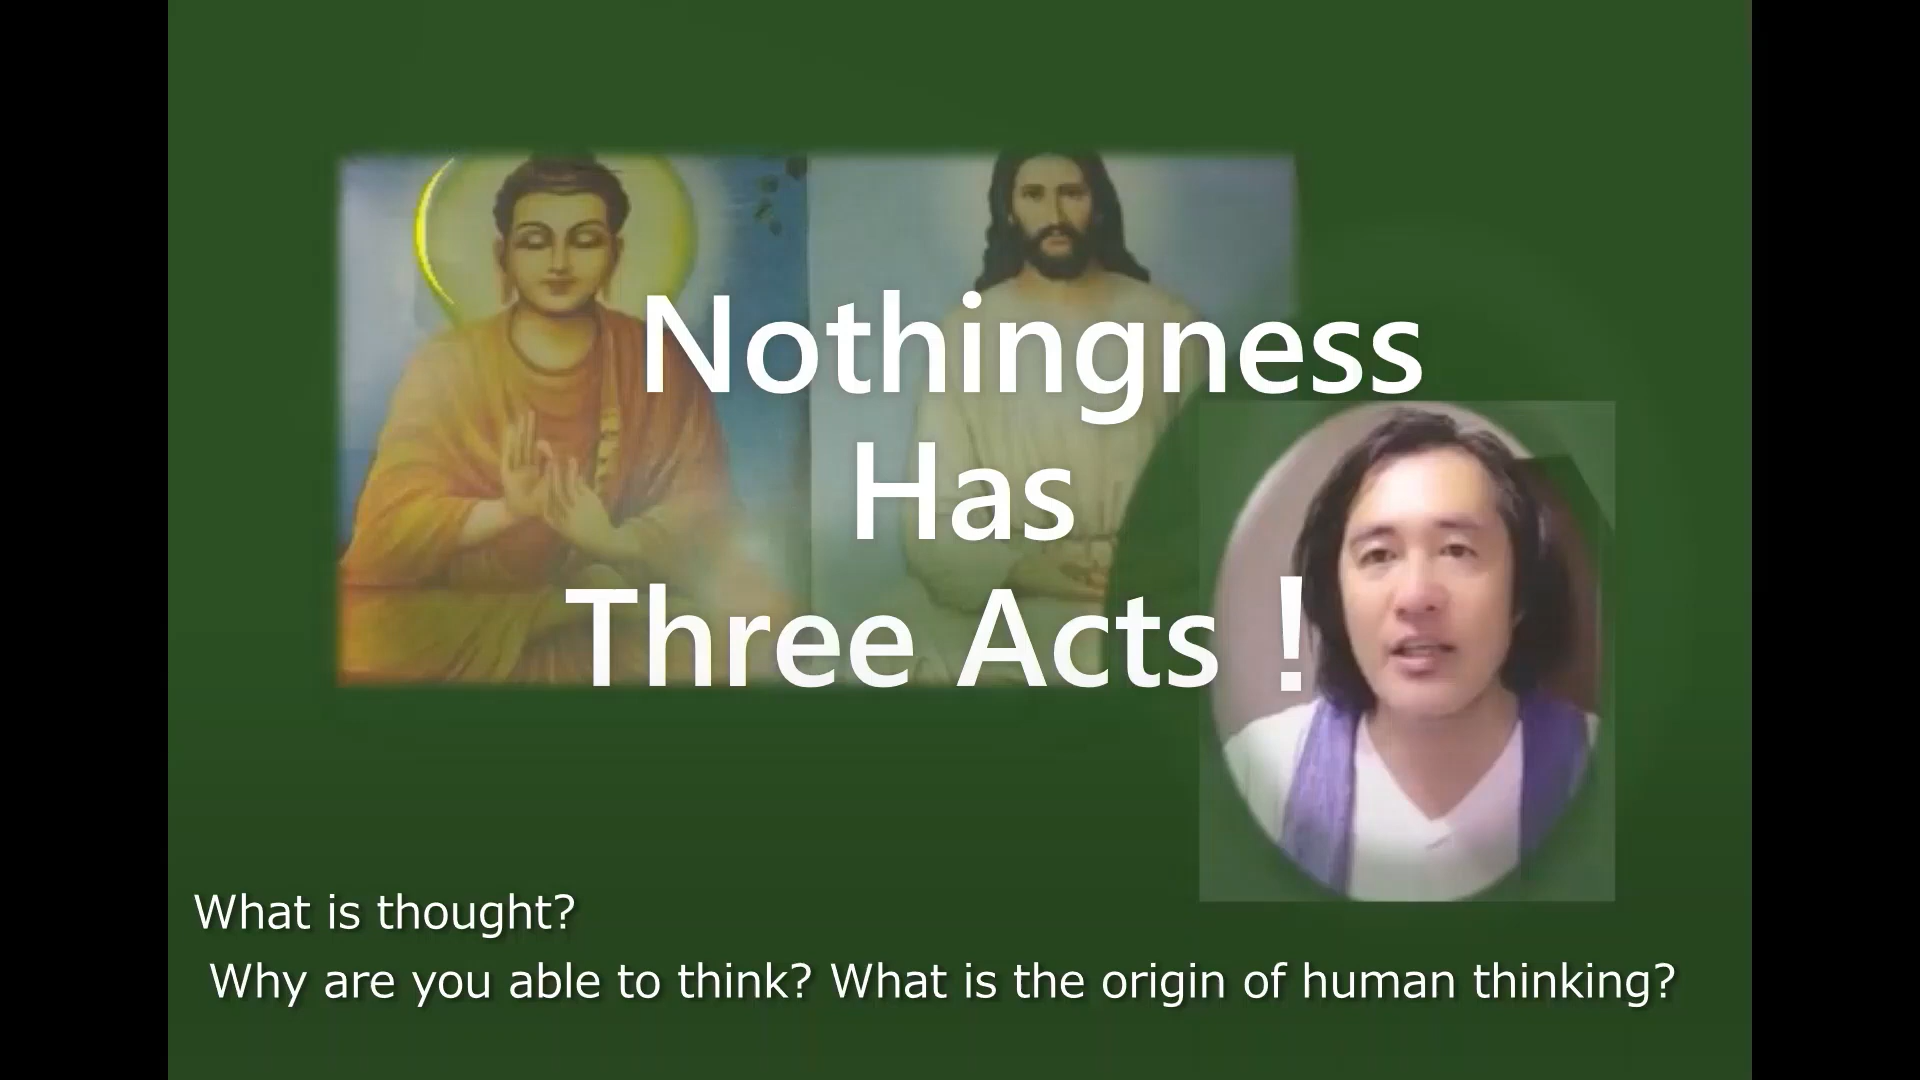 Nothingness
Has
Three Acts！
What is thought?
Why are you able to think? What is the origin of human thinking?